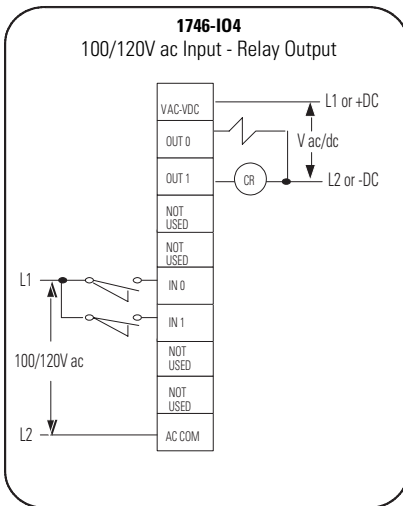 1746-IO4
100/120V ac Input - Relay Output
VAC-VDC
L1 or +DC
OUT 0
V ac/dc
OUT 1
CR
L2 or -DC
NOT
USED
NOT
USED
L1
IN 0
IN 1
100/120V ac
NOT
USED
NOT
USED
L2
AC COM